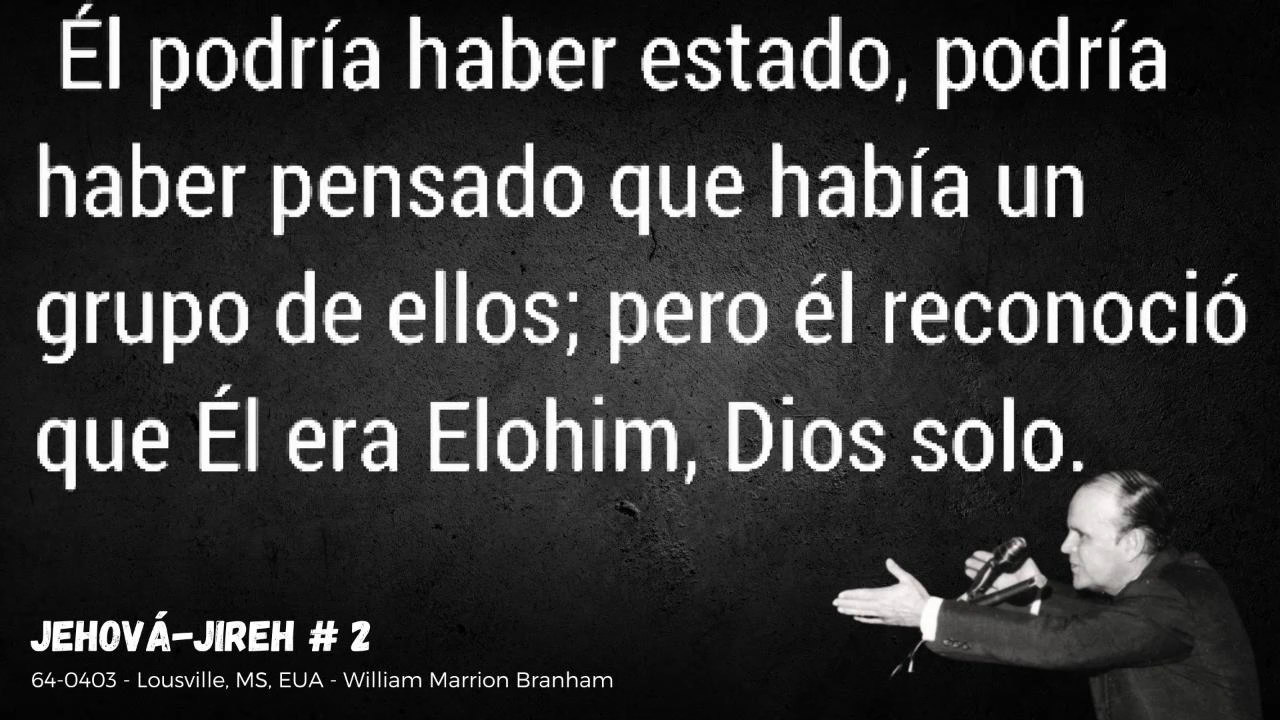 Él podría haber estado, podría
haber pensado que había un
grupo de ellos; pero él reconoció
que Él era Elohim, Dios solo.
JEHOVÁ-JIREH # 2
64-0403 - Lousville, MS, EUA - William Marrion Branham